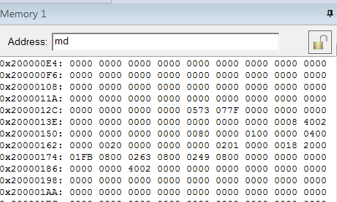 Memory 1
Address: md
0x200000E4: 0000 0000 0000 0000 0000 0000 0000 0000 0000
0x200000F6: 0000 0000 0000 0000 0000 0000 0000 0000 0000
0x20000108: 0000 0000 0000 0000 0000 0000 0000 0000 0000
0x2000011A: 0000 0000 0000 0000 0000 0000 0000 0000 0000
0x2000012C: 0000 0000 0000 0573 077F 0000 0000 0000 0000
0x2000013E: 0000 0000 0000 0000 0000 0000 0000 0008 4002
0x20000150: 0000 0000 0000 0080 0000 0100 0000 0000 0400
0x20000162: 0000 0020 0000 0000 0201 0000 0000 0018 2000
0x20000174: 01FB 0800 0263 0800 0249 0800 0000 0000 0000
0x20000186: 0000 0000 4002 0000 0000 0000 0000 0000 0000
0x20000198: 0000 0000 0000 0000 0000 0000 0000 0000 0000
0x200001AA: 0000 0000 0000 0000 0000 0000 0000 0000 0000